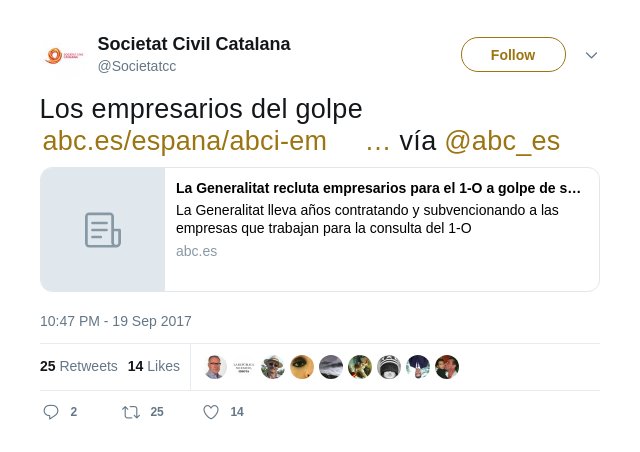 Societat Civil Catalana
@Societatcc
Follow
Los empresarios del golpe
abc.es/espana/abci-em … vía @abc_es
La Generalitat recluta empresarios para el 1-O a golpe de s…
La Generalitat lleva años contratando y subvencionando a las
empresas que trabajan para la consulta del 1-O
abc.es
10:47 PM - 19 Sep 2017
25 Retweets 14 Likes
2 25 14